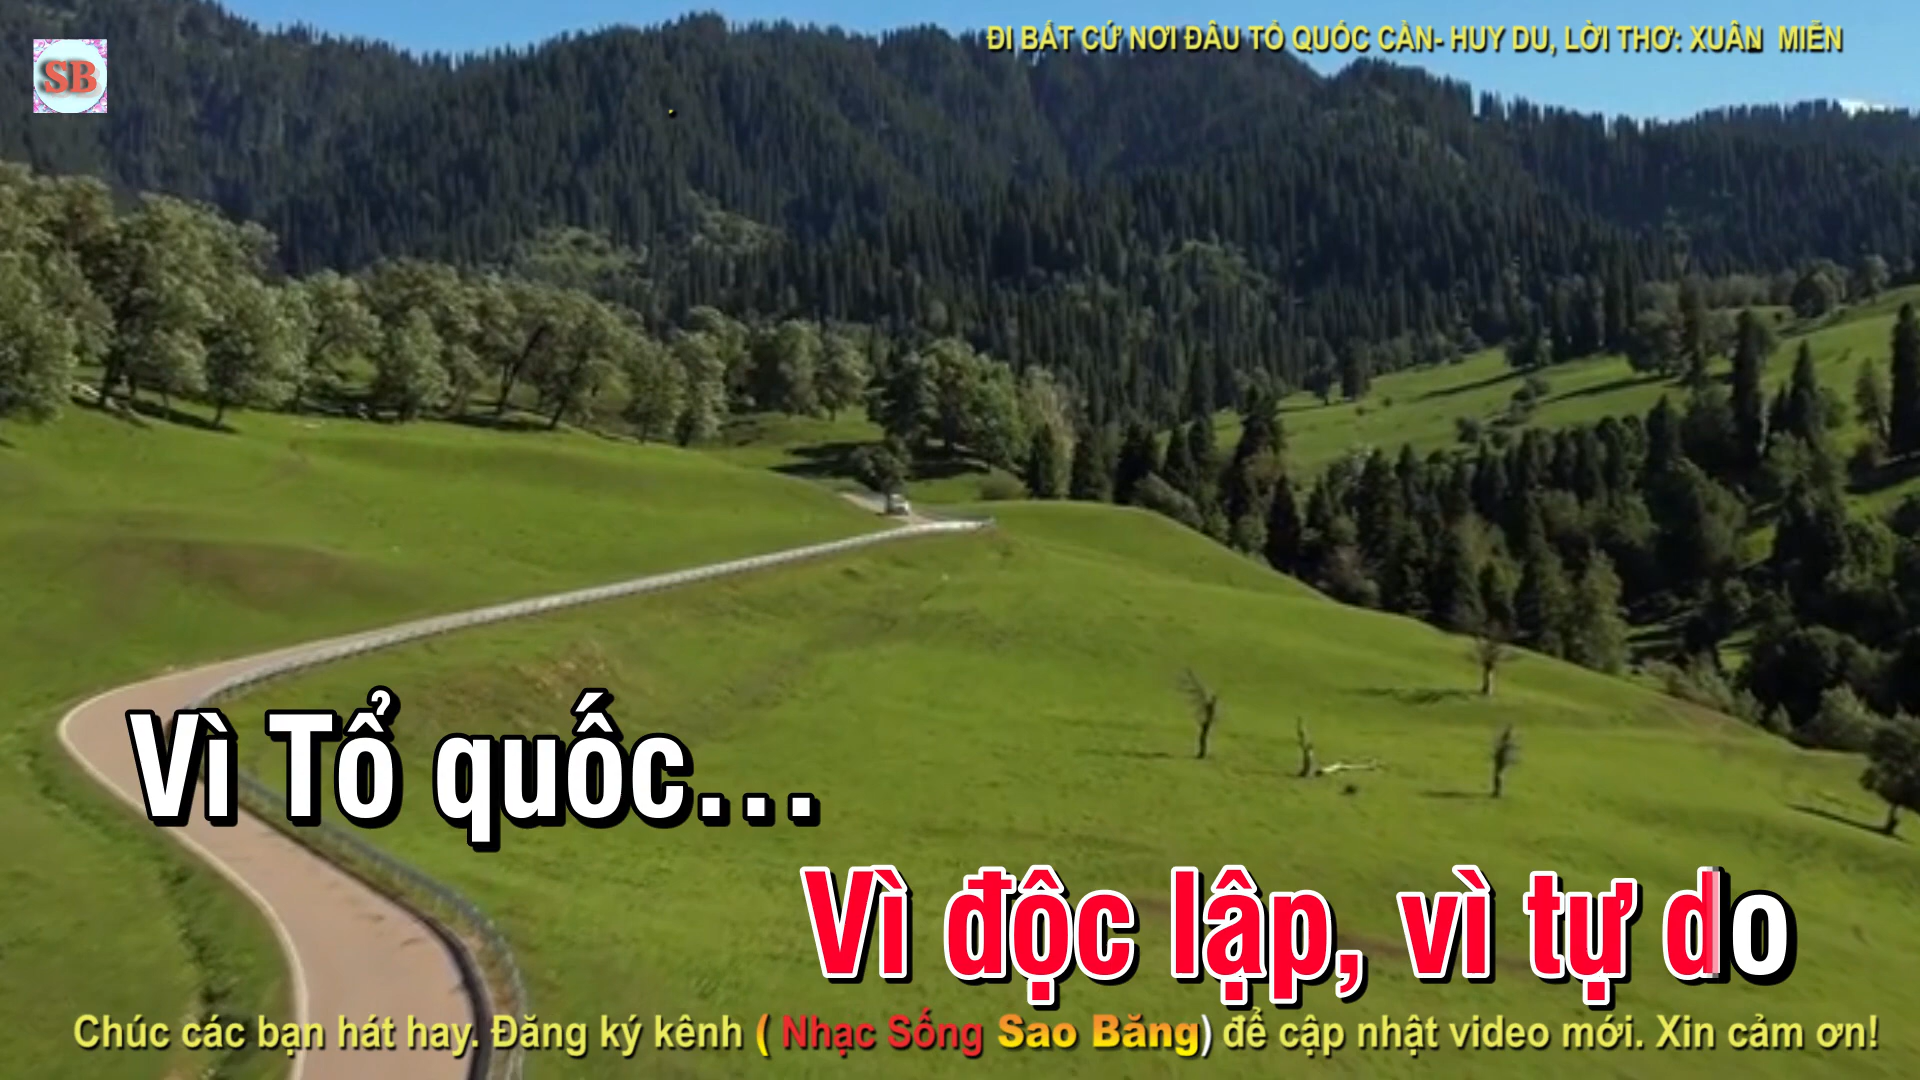 ĐI BẤT CỨ NƠI ĐÂU TỔ QUỐC CẦN- HUY DU, LỜI THƠ: XUÂN MIỄN
SB
Vì Tổ quốc...
Vì độc lập, vì tự do
Chúc các bạn hát hay. Đăng ký kênh ( Nhạc Sống Sao Băng) để cập nhật video mới. Xin cảm ơn!